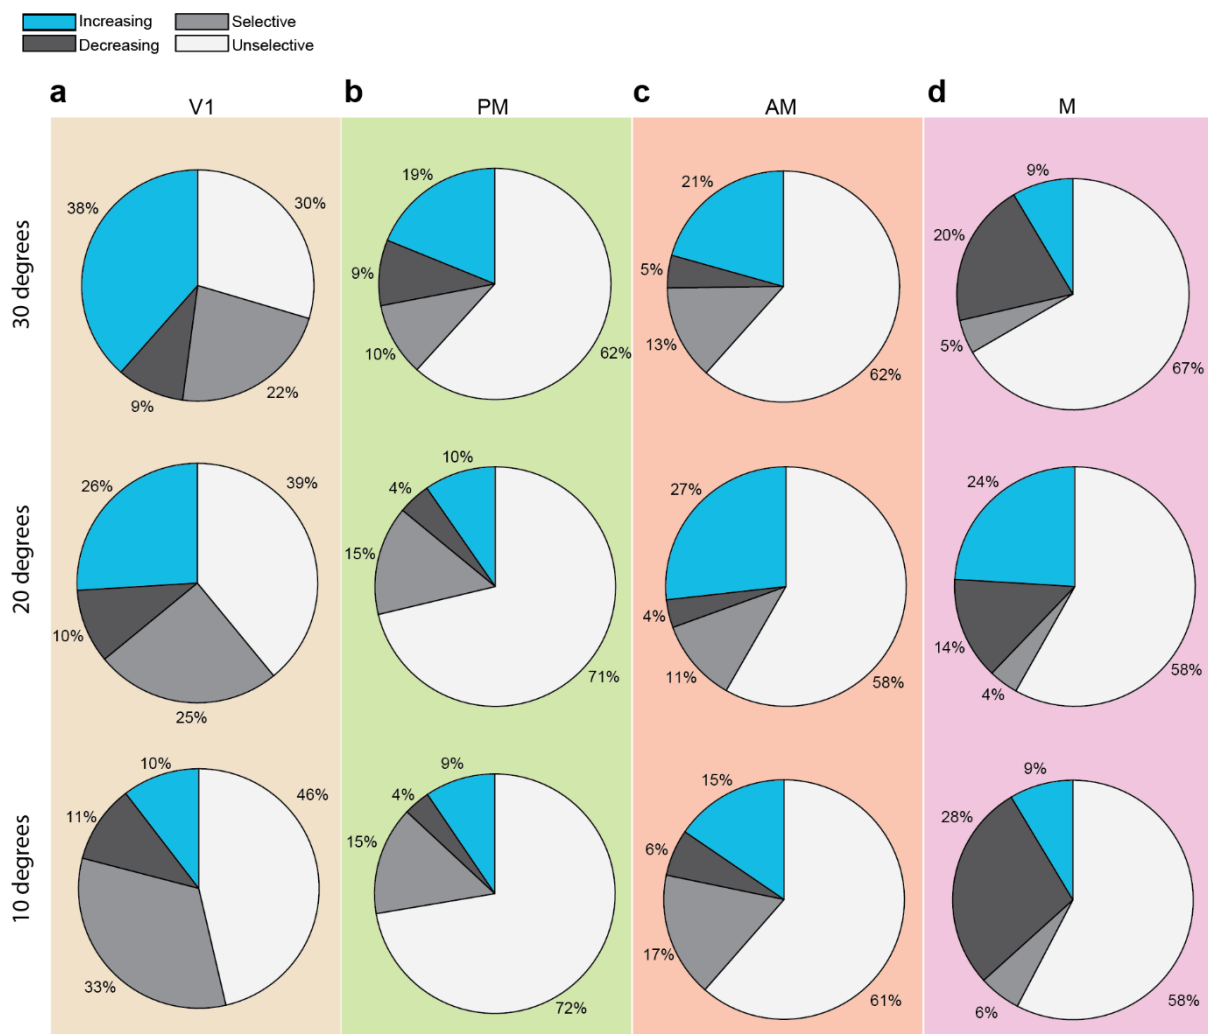 Increasing Selective
Decreasing Unselective
a b c d
V1 PM AM M
30 degrees
38% 30% 9% 22%
19% 9% 10% 62%
21% 5% 13% 62%
9% 20% 5% 67%
20 degrees
26% 39% 10% 25%
10% 4% 15% 71%
27% 4% 11% 58%
24% 14% 4% 58%
10 degrees
10% 46% 11% 33%
9% 4% 15% 72%
15% 6% 17% 61%
9% 28% 6% 58%